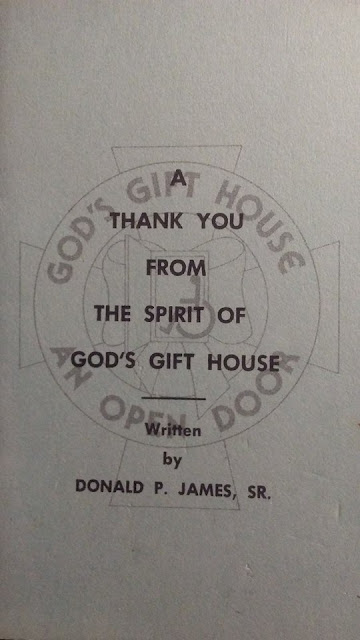 A
THANK YOU
FROM
THE SPIRIT OF
GOD'S GIFT HOUSE
Written
by
DONALD P. JAMES, SR.
GOD'S GIFT HOUSE
AN OPEN DOOR